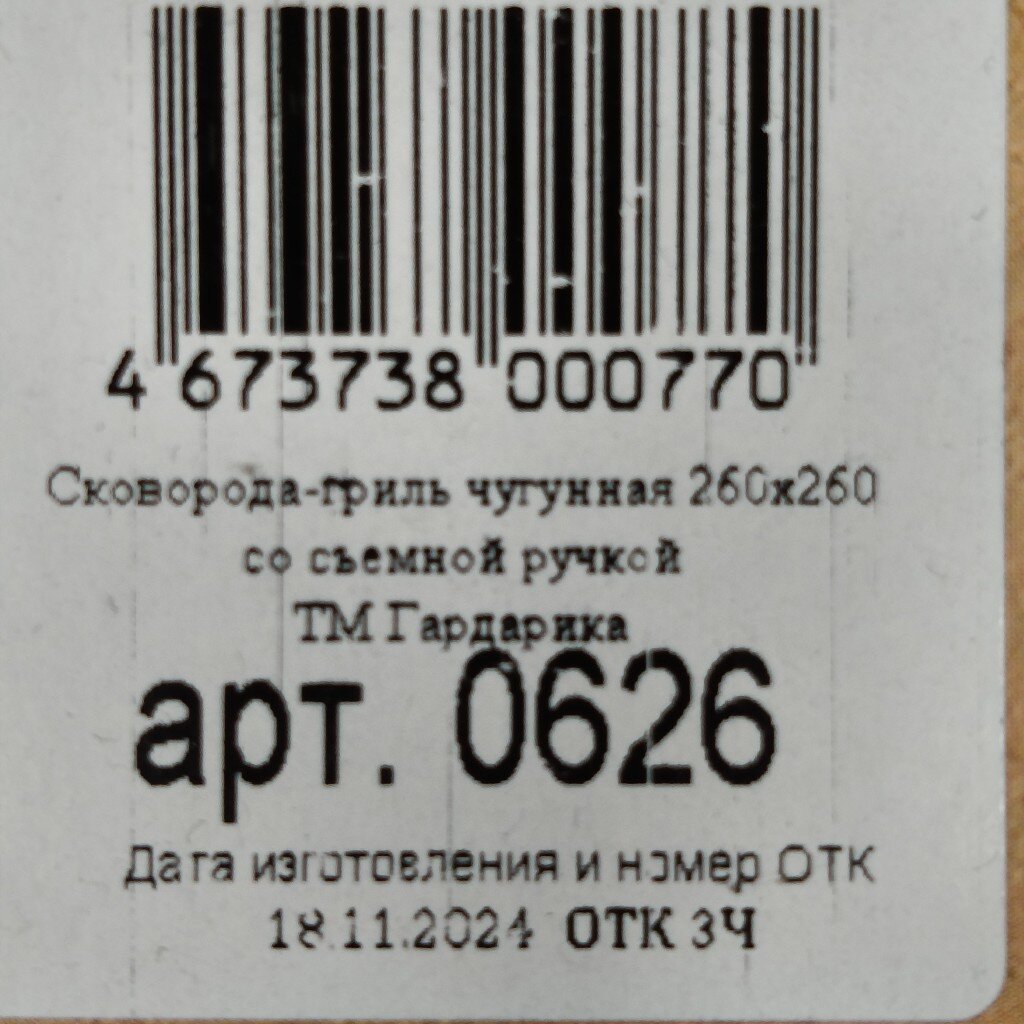 4 673738 000770
Сковорода-гриль чугунная 260х260
со съемной ручкой
ТМ Гардарика
арт. 0626
Дата изготовления и номер ОТК
18.11.2024 ОТК 3Ч